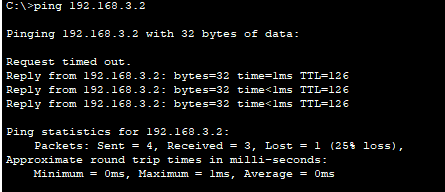 C:\>ping 192.168.3.2
Pinging 192.168.3.2 with 32 bytes of data:
Request timed out.
Reply from 192.168.3.2: bytes=32 time=1ms TTL=126
Reply from 192.168.3.2: bytes=32 time<1ms TTL=126
Reply from 192.168.3.2: bytes=32 time<1ms TTL=126
Ping statistics for 192.168.3.2:
Packets: Sent = 4, Received = 3, Lost = 1 (25% loss),
Approximate round trip times in milli-seconds:
Minimum = 0ms, Maximum = 1ms, Average = 0ms